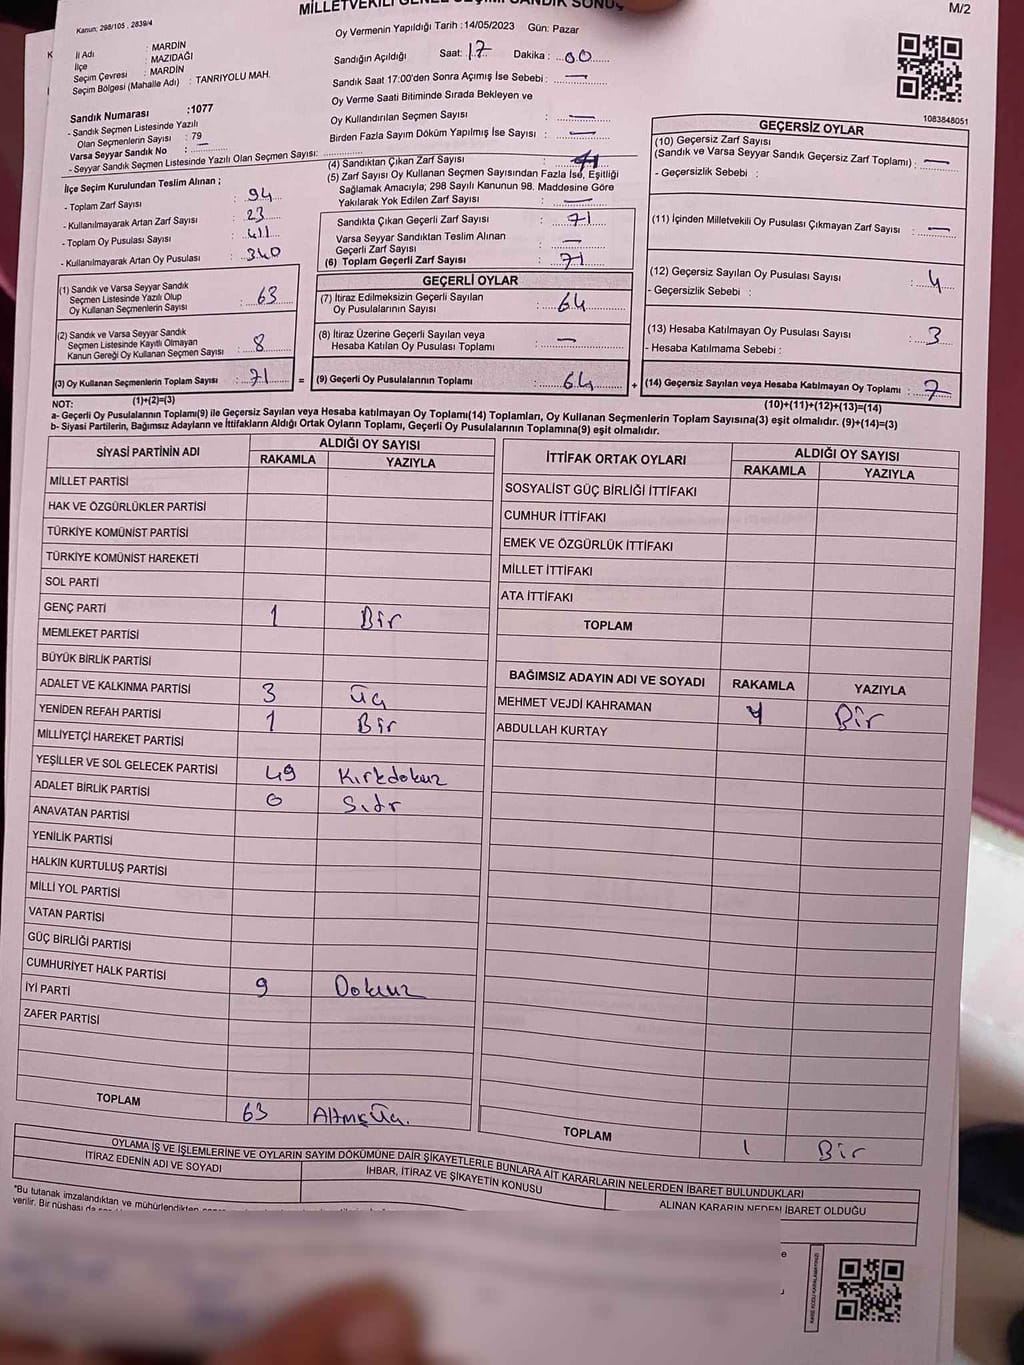 MİLLETVEKİLİ GENEL SEÇİMİ SANDIK SONUÇ
M/2
Kanun; 298/105 , 2839/4
Oy Vermenin Yapıldığı Tarih :14/05/2023 Gün: Pazar
İl Adı : MARDİN
İlçe : MAZIDAĞI
Seçim Çevresi : MARDİN
Seçim Bölgesi (Mahalle Adı) : TANRIYOLU MAH.
Sandığın Açıldığı Saat: 17 Dakika : 00
Sandık Saat 17:00'den Sonra Açımış İse Sebebi : —
Oy Verme Saati Bitiminde Sırada Bekleyen ve
Oy Kullandırılan Seçmen Sayısı : —
Birden Fazla Sayım Döküm Yapılmış İse Sayısı : —
1083848051
Sandık Numarası :1077
- Sandık Seçmen Listesinde Yazılı
Olan Seçmenlerin Sayısı : 79
Varsa Seyyar Sandık No : —
- Seyyar Sandık Seçmen Listesinde Yazılı Olan Seçmen Sayısı:
İlçe Seçim Kurulundan Teslim Alınan ;
- Toplam Zarf Sayısı : 94
- Kullanılmayarak Artan Zarf Sayısı : 23
- Toplam Oy Pusulası Sayısı : 411
- Kullanılmayarak Artan Oy Pusulası : 340
(4) Sandıktan Çıkan Zarf Sayısı : 71
(5) Zarf Sayısı Oy Kullanan Seçmen Sayısından Fazla İse, Eşitliği
Sağlamak Amacıyla; 298 Sayılı Kanunun 98. Maddesine Göre
Yakılarak Yok Edilen Zarf Sayısı : —
Sandıkta Çıkan Geçerli Zarf Sayısı : 71
Varsa Seyyar Sandıktan Teslim Alınan
Geçerli Zarf Sayısı : —
(6) Toplam Geçerli Zarf Sayısı : 71
GEÇERSİZ OYLAR
(10) Geçersiz Zarf Sayısı
(Sandık ve Varsa Seyyar Sandık Geçersiz Zarf Toplamı) : —
- Geçersizlik Sebebi :
(11) İçinden Milletvekili Oy Pusulası Çıkmayan Zarf Sayısı : —
(12) Geçersiz Sayılan Oy Pusulası Sayısı : 4
- Geçersizlik Sebebi :
(13) Hesaba Katılmayan Oy Pusulası Sayısı : 3
- Hesaba Katılmama Sebebi :
(1) Sandık ve Varsa Seyyar Sandık
Seçmen Listesinde Yazılı Olup
Oy Kullanan Seçmenlerin Sayısı : 63
(2) Sandık ve Varsa Seyyar Sandık
Seçmen Listesinde Kayıtlı Olmayan
Kanun Gereği Oy Kullanan Seçmen Sayısı : 8
GEÇERLİ OYLAR
(7) İtiraz Edilmeksizin Geçerli Sayılan
Oy Pusulasının Sayısı : 64
(8) İtiraz Üzerine Geçerli Sayılan veya
Hesaba Katılan Oy Pusulası Toplamı : —
(3) Oy Kullanan Seçmenlerin Toplam Sayısı : 71 = (9) Geçerli Oy Pusulalarının Toplamı : 64 + (14) Geçersiz Sayılan veya Hesaba Katılmayan Oy Toplamı : 7
(1)+(2)=(3)
(10)+(11)+(12)+(13)=(14)
NOT:
a- Geçerli Oy Pusulalarının Toplamı(9) ile Geçersiz Sayılan veya Hesaba katılmayan Oy Toplamı(14) Toplamları, Oy Kullanan Seçmenlerin Toplam Sayısına(3) eşit olmalıdır. (9)+(14)=(3)
b- Siyasi Partilerin, Bağımsız Adayların ve İttifakların Aldığı Ortak Oyların Toplamı, Geçerli Oy Pusulalarının Toplamına(9) eşit olmalıdır.
SİYASİ PARTİNİN ADI ALDIĞI OY SAYISI
RAKAMLA YAZIYLA
MİLLET PARTİSİ
HAK VE ÖZGÜRLÜKLER PARTİSİ
TÜRKİYE KOMÜNİST PARTİSİ
TÜRKİYE KOMÜNİST HAREKETİ
SOL PARTİ
GENÇ PARTİ 1 Bir
MEMLEKET PARTİSİ
BÜYÜK BİRLİK PARTİSİ
ADALET VE KALKINMA PARTİSİ 3 Üç
YENİDEN REFAH PARTİSİ 1 Bir
MİLLİYETÇİ HAREKET PARTİSİ
YEŞİLLER VE SOL GELECEK PARTİSİ 49 Kırkdokuz
ADALET BİRLİK PARTİSİ 0 Sıfır
ANAVATAN PARTİSİ
YENİLİK PARTİSİ
HALKIN KURTULUŞ PARTİSİ
MİLLİ YOL PARTİSİ
VATAN PARTİSİ
GÜÇ BİRLİĞİ PARTİSİ
CUMHURİYET HALK PARTİSİ 9 Dokuz
İYİ PARTİ
ZAFER PARTİSİ
TOPLAM 63 Altmışüç.
İTTİFAK ORTAK OYLARI ALDIĞI OY SAYISI
RAKAMLA YAZIYLA
SOSYALİST GÜÇ BİRLİĞİ İTTİFAKI
CUMHUR İTTİFAKI
EMEK VE ÖZGÜRLÜK İTTİFAKI
MİLLET İTTİFAKI
ATA İTTİFAKI
TOPLAM
BAĞIMSIZ ADAYIN ADI VE SOYADI RAKAMLA YAZIYLA
MEHMET VEJDİ KAHRAMAN 1 Bir
ABDULLAH KURTAY
TOPLAM 1 Bir
OYLAMA İŞ VE İŞLEMLERİNE VE OYLARIN SAYIM DÖKÜMÜNE DAİR ŞİKAYETLERLE BUNLARA AİT KARARLARIN NELERDEN İBARET BULUNDUKLARI
İTİRAZ EDENİN ADI VE SOYADI
İHBAR, İTİRAZ VE ŞİKAYETİN KONUSU
ALINAN KARARIN NEDEN İBARET OLDUĞU
"Bu tutanak imzalandıktan ve mühürlendikten
verilir. Bir nüshası da